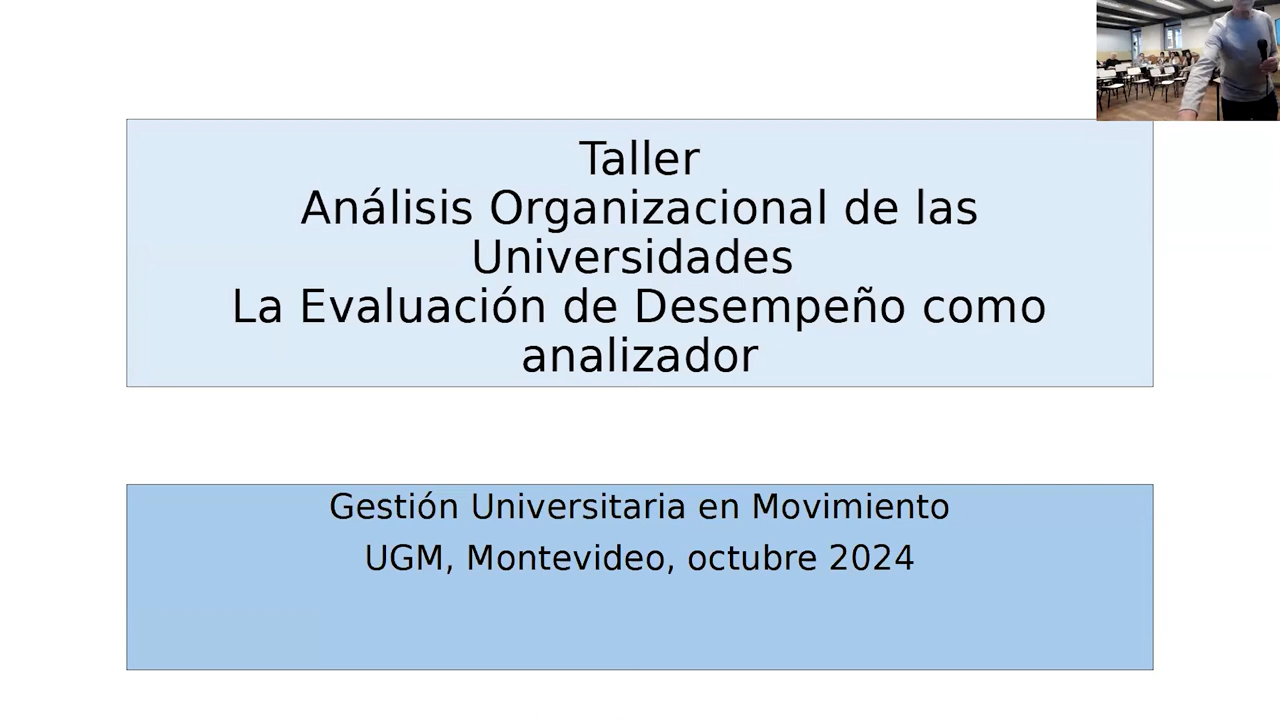 Taller
Análisis Organizacional de las
Universidades
La Evaluación de Desempeño como
analizador
Gestión Universitaria en Movimiento
UGM, Montevideo, octubre 2024